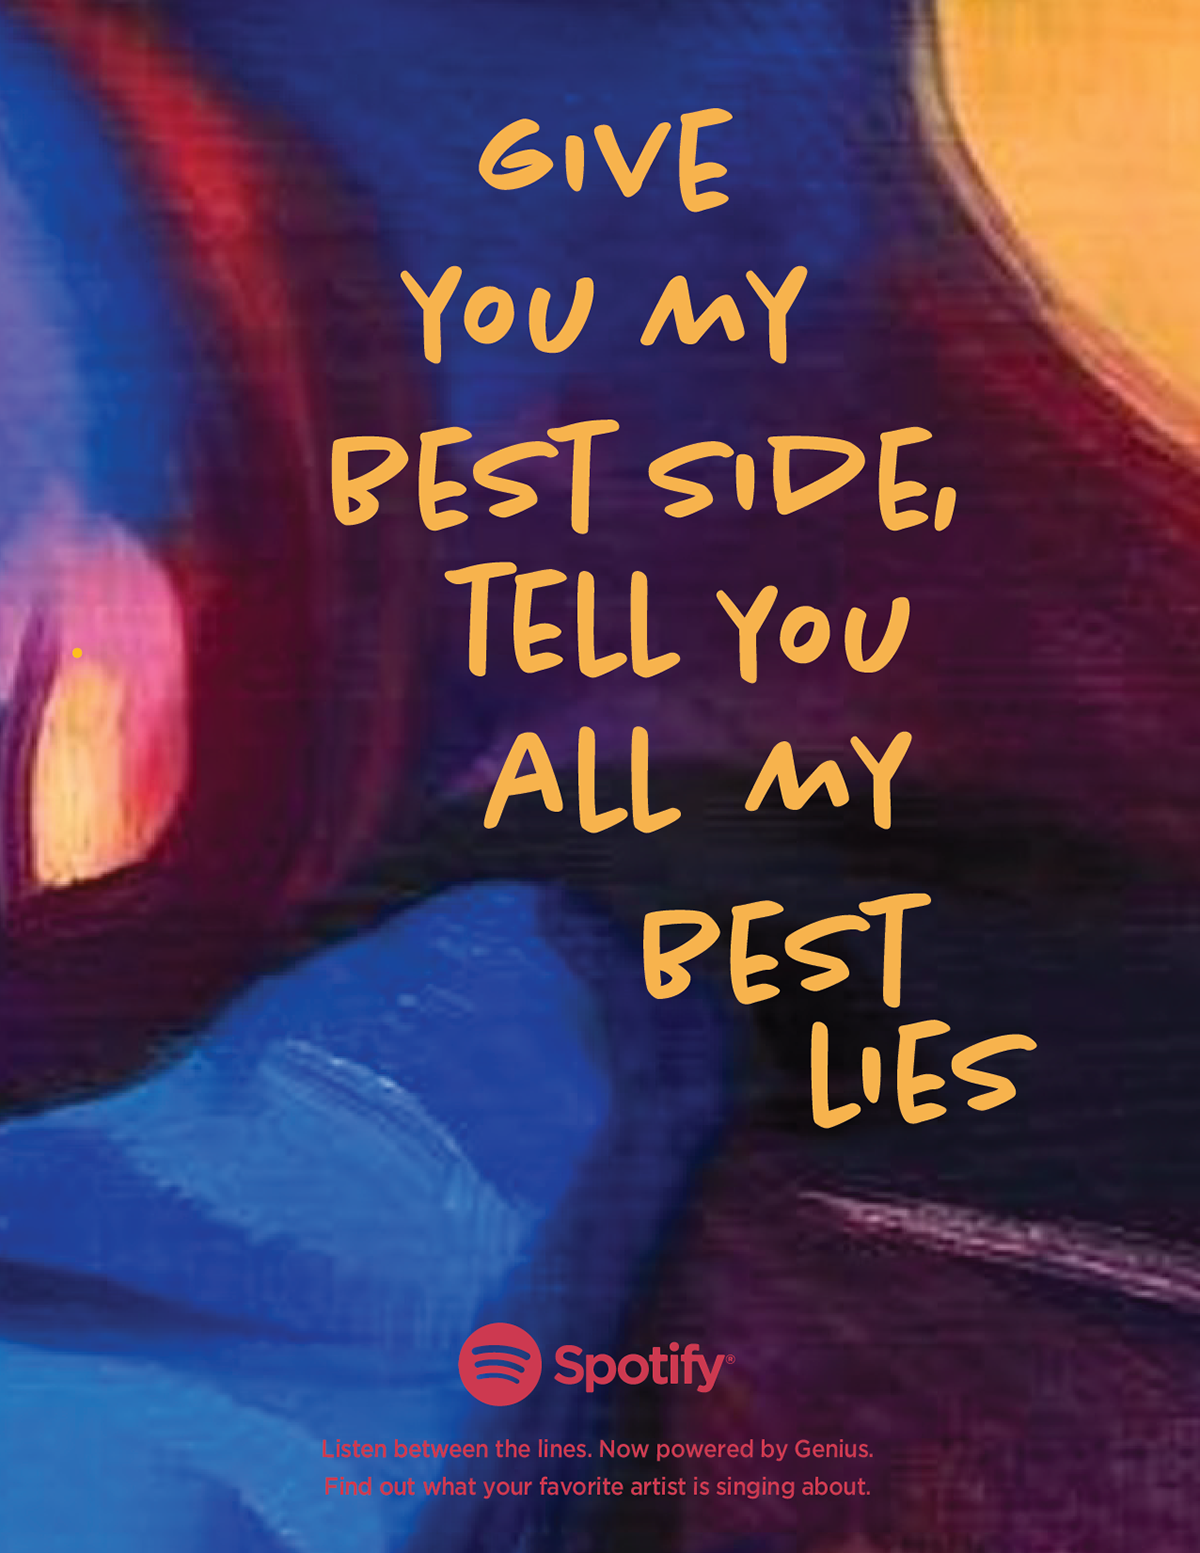 GIVE
YOU MY
BEST SIDE,
TELL YOU
ALL MY
BEST
LIES
Spotify®
Listen between the lines. Now powered by Genius.
Find out what your favorite artist is singing about.